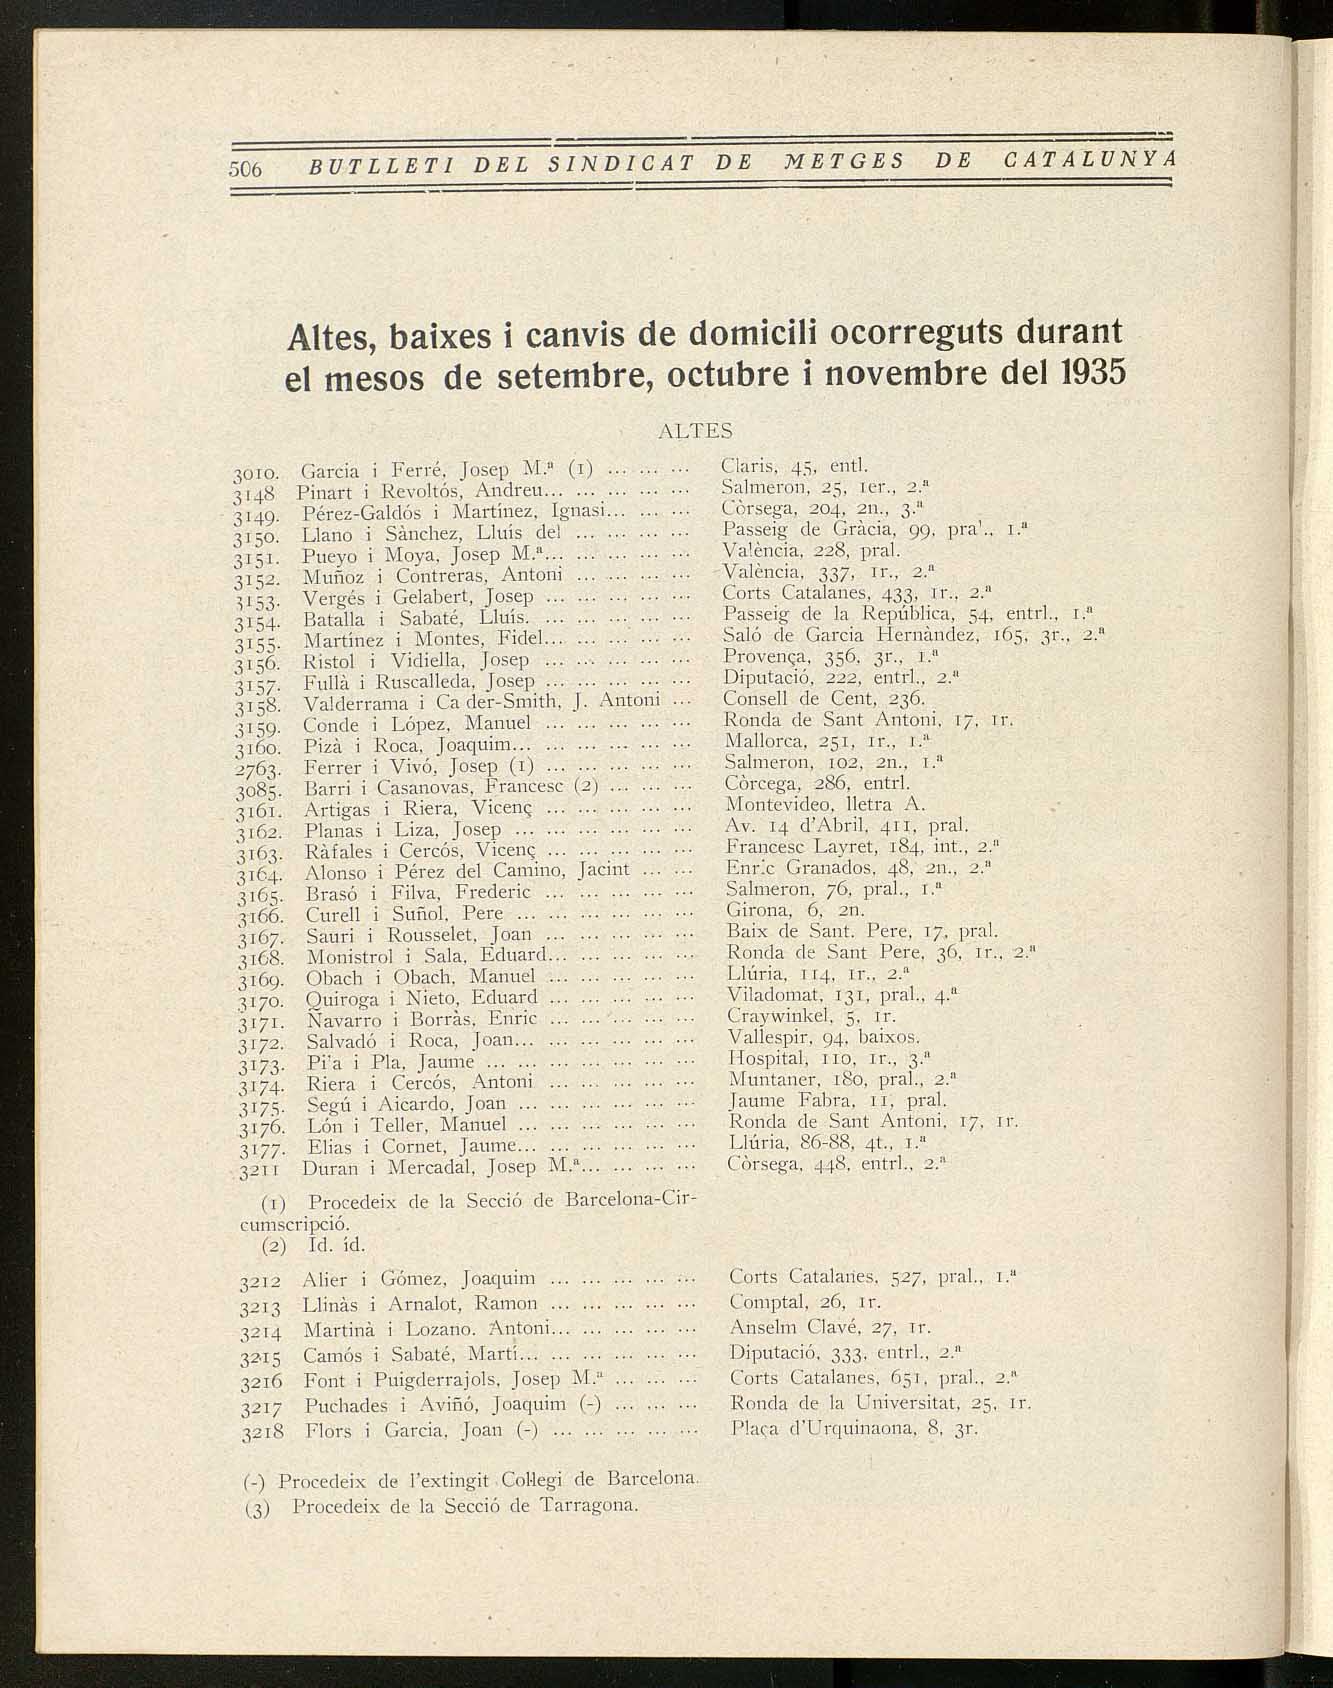 506 BUTLLETI DEL SINDICAT DE METGES DE CATALUNYA
Altes, baixes i canvis de domicili ocorreguts durant
el mesos de setembre, octubre i novembre del 1935
ALTES
3010. Garcia i Ferré, Josep M.ª (1) ... ... ... Claris, 45, entl.
3148 Pinart i Revoltós, Andreu... ... ... ... ... Salmeron, 25, 1er., 2.ª
3149. Pérez-Galdós i Martínez, Ignasi... ... ... Còrsega, 204, 2n., 3.ª
3150. Llano i Sànchez, Lluís del ... ... ... ... Passeig de Gràcia, 99, pral., 1.ª
3151. Pueyo i Moya, Josep M.ª... ... ... ... ... València, 228, pral.
3152. Muñoz i Contreras, Antoni ... ... ... ... València, 337, 1r., 2.ª
3153. Vergés i Gelabert, Josep ... ... ... ... ... Corts Catalanes, 433, 1r., 2.ª
3154. Batalla i Sabaté, Lluís. ... ... ... ... ... Passeig de la República, 54, entrl., 1.ª
3155. Martínez i Montes, Fidel... ... ... ... ... Saló de Garcia Hernàndez, 165, 3r., 2.ª
3156. Ristol i Vidiella, Josep ... ... ... ... ... Provença, 356, 3r., 1.ª
3157. Fullà i Ruscalleda, Josep ... ... ... ... ... Diputació, 222, entrl., 2.ª
3158. Valderrama i Ca der-Smith, J. Antoni ... Consell de Cent, 236.
3159. Conde i López, Manuel ... ... ... ... ... Ronda de Sant Antoni, 17, 1r.
3160. Pizà i Roca, Joaquim... ... ... ... ... ... Mallorca, 251, 1r., 1.ª
2763. Ferrer i Vivó, Josep (1) ... ... ... ... ... Salmeron, 102, 2n., 1.ª
3085. Barri i Casanovas, Francesc (2) ... ... ... Còrcega, 286, entrl.
3161. Artigas i Riera, Vicenç ... ... ... ... ... Montevideo, lletra A.
3162. Planas i Liza, Josep ... ... ... ... ... ... Av. 14 d'Abril, 411, pral.
3163. Ràfales i Cercós, Vicenç ... ... ... ... ... Francesc Layret, 184, int., 2.ª
3164. Alonso i Pérez del Camino, Jacint ... ... Enric Granados, 48, 2n., 2.ª
3165. Brasó i Filva, Frederic ... ... ... ... ... Salmeron, 76, pral., 1.ª
3166. Curell i Suñol, Pere ... ... ... ... ... ... Girona, 6, 2n.
3167. Sauri i Rousselet, Joan ... ... ... ... ... Baix de Sant. Pere, 17, pral.
3168. Monistrol i Sala, Eduard... ... ... ... ... Ronda de Sant Pere, 36, 1r., 2.ª
3169. Obach i Obach, Manuel ... ... ... ... ... Llúria, 114, 1r., 2.ª
3170. Quiroga i Nieto, Eduard ... ... ... ... ... Viladomat, 131, pral., 4.ª
3171. Navarro i Borràs, Enric ... ... ... ... ... Craywinkel, 5, 1r.
3172. Salvadó i Roca, Joan... ... ... ... ... ... Vallespir, 94, baixos.
3173. Pi'a i Pla, Jaume ... ... ... ... ... ... ... Hospital, 110, 1r., 3.ª
3174. Riera i Cercós, Antoni ... ... ... ... ... Muntaner, 180, pral., 2.ª
3175. Segú i Aicardo, Joan ... ... ... ... ... ... Jaume Fabra, 11, pral.
3176. Lón i Teller, Manuel ... ... ... ... ... ... Ronda de Sant Antoni, 17, 1r.
3177. Elias i Cornet, Jaume... ... ... ... ... ... Llúria, 86-88, 4t., 1.ª
3211 Duran i Mercadal, Josep M.ª... ... ... ... Còrsega, 448, entrl., 2.ª
(1) Procedeix de la Secció de Barcelona-Cir-
cumscripció.
(2) Id. íd.
3212 Alier i Gómez, Joaquim ... ... ... ... ... Corts Catalanes, 527, pral., 1.ª
3213 Llinàs i Arnalot, Ramon ... ... ... ... ... Comptal, 26, 1r.
3214 Martinà i Lozano. Antoni... ... ... ... ... Anselm Clavé, 27, 1r.
3215 Camós i Sabaté, Martí... ... ... ... ... ... Diputació, 333, entrl., 2.ª
3216 Font i Puigderrajols, Josep M.ª ... ... ... Corts Catalanes, 651, pral., 2.ª
3217 Puchades i Aviñó, Joaquim (-) ... ... ... Ronda de la Universitat, 25, 1r.
3218 Flors i Garcia, Joan (-) ... ... ... ... ... Plaça d'Urquinaona, 8, 3r.
(-) Procedeix de l'extingit Col·legi de Barcelona.
(3) Procedeix de la Secció de Tarragona.